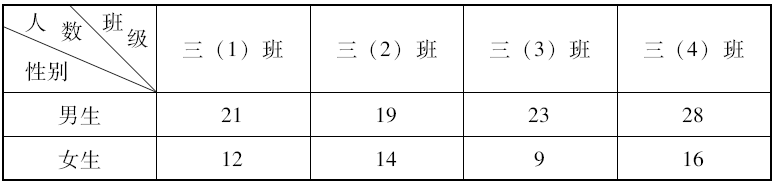 人数 班级 性别 三（1）班 三（2）班 三（3）班 三（4）班
男生 21 19 23 28
女生 12 14 9 16